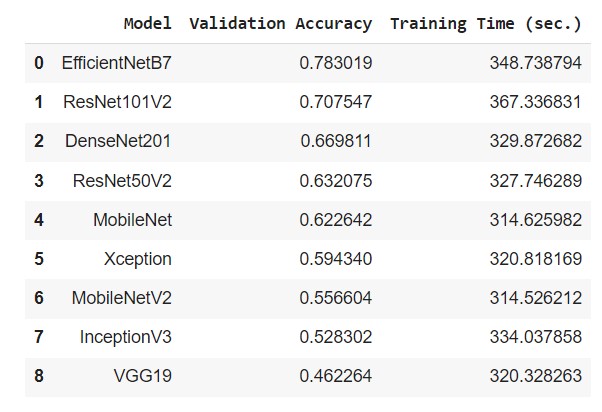 Model Validation Accuracy Training Time (sec.)
0 EfficientNetB7 0.783019 348.738794
1 ResNet101V2 0.707547 367.336831
2 DenseNet201 0.669811 329.872682
3 ResNet50V2 0.632075 327.746289
4 MobileNet 0.622642 314.625982
5 Xception 0.594340 320.818169
6 MobileNetV2 0.556604 314.526212
7 InceptionV3 0.528302 334.037858
8 VGG19 0.462264 320.328263